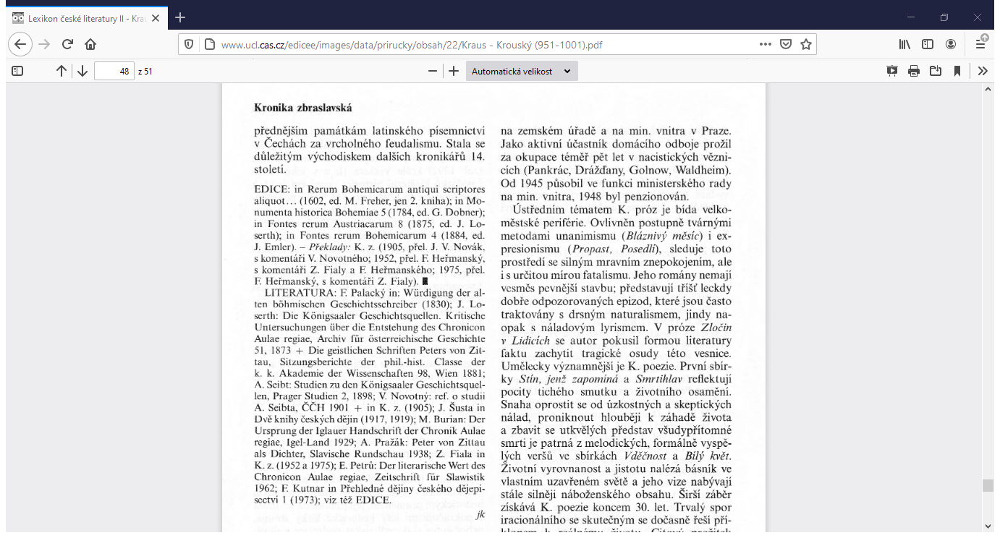 Lexikon české literatury II - Krau
www.ucl.cas.cz/edicee/images/data/prirucky/obsah/22/Kraus - Krouský (951-1001).pdf
48 z 51
Automatická velikost
Kronika zbraslavská
přednějším památkám latinského písemnictví
v Čechách za vrcholného feudalismu. Stala se
důležitým východiskem dalších kronikářů 14.
století.
EDICE: in Rerum Bohemicarum antiqui scriptores
aliquot… (1602, ed. M. Freher, jen 2. kniha); in Mo-
numenta historica Bohemiae 5 (1784, ed. G. Dobner);
in Fontes rerum Austriacarum 8 (1875, ed. J. Lo-
serth); in Fontes rerum Bohemicarum 4 (1884, ed.
J. Emler). – Překlady: K. z. (1905, přel. J. V. Novák,
s komentáři V. Novotného; 1952, přel. F. Heřmanský,
s komentáři Z. Fialy a F. Heřmanského; 1975, přel.
F. Heřmanský, s komentáři Z. Fialy).
LITERATURA: F. Palacký in: Würdigung der al-
ten böhmischen Geschichtsschreiber (1830); J. Lo-
serth: Die Königsaaler Geschichtsquellen. Kritische
Untersuchungen über die Entstehung des Chronicon
Aulae regiae, Archiv für österreichische Geschichte
51, 1873 + Die geistlichen Schriften Peters von Zit-
tau, Sitzungsberichte der phil.-hist. Classe der
k. k. Akademie der Wissenschaften 98, Wien 1881;
A. Seibt: Studien zu den Königsaaler Geschichtsquel-
len, Prager Studien 2, 1898; V. Novotný: ref. o studii
A. Seibta, ČČH 1901 + in K. z. (1905); J. Šusta in
Dvě knihy českých dějin (1917, 1919); M. Burian: Der
Ursprung der Iglauer Handschrift der Chronik Aulae
regiae, Igel-Land 1929; A. Pražák: Peter von Zittau
als Dichter, Slavische Rundschau 1938; Z. Fiala in
K. z. (1952 a 1975); E. Petrů: Der literarische Wert des
Chronicon Aulae regiae, Zeitschrift für Slawistik
1962; F. Kutnar in Přehledné dějiny českého dějepi-
sectví 1 (1973); viz též EDICE.
jk
na zemském úřadě a na min. vnitra v Praze.
Jako aktivní účastník domácího odboje prožil
za okupace téměř pět let v nacistických vězni-
cích (Pankrác, Drážďany, Golnow, Waldheim).
Od 1945 působil ve funkci ministerského rady
na min. vnitra, 1948 byl penzionován.
Ústředním tématem K. próz je bída velko-
městské periférie. Ovlivněn postupně tvárnými
metodami unanimismu (Bláznivý měsíc) i ex-
presionismu (Propast, Posedlí), sleduje toto
prostředí se silným mravním znepokojením, ale
i s určitou mírou fatalismu. Jeho romány nemají
vesměs pevnější stavbu; představují tříšť leckdy
dobře odpozorovaných epizod, které jsou často
traktovány s drsným naturalismem, jindy na-
opak s náladovým lyrismem. V próze Zločin
v Lidicích se autor pokusil formou literatury
faktu zachytit tragické osudy této vesnice.
Umělecky významnější je K. poezie. První sbír-
ky Stín, jenž zapomíná a Smrtihlav reflektují
pocity tichého smutku a životního osamění.
Snaha oprostit se od úzkostných a skeptických
nálad, proniknout hlouběji k záhadě života
a zbavit se utkvělých představ všudypřítomné
smrti je patrná z melodických, formálně vyspě-
lých veršů ve sbírkách Vděčnost a Bílý květ.
Životní vyrovnanost a jistotu nalézá básník ve
vlastním uzavřeném světě a jeho vize nabývají
stále silněji náboženského obsahu. Širší záběr
získává K. poezie koncem 30. let. Trvalý spor
iracionálního se skutečným se dočasně řeší pří-
klonem k reálnému životu. Citový prožitek